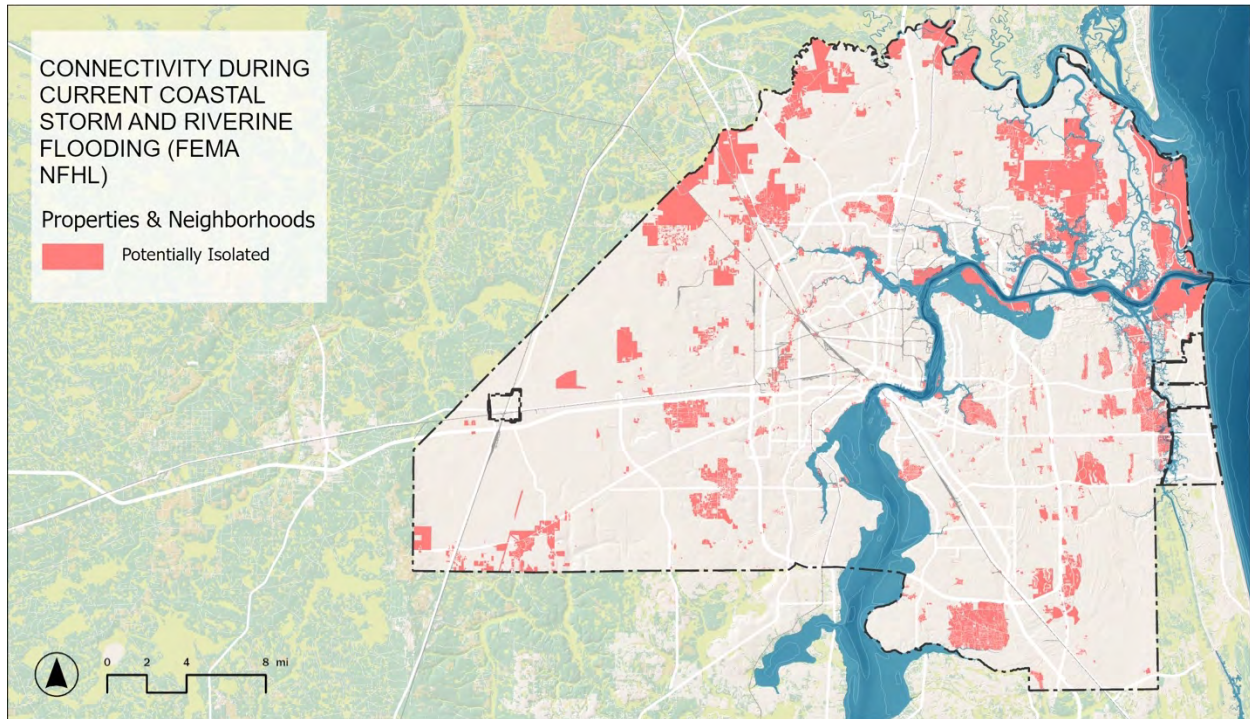 CONNECTIVITY DURING
CURRENT COASTAL
STORM AND RIVERINE
FLOODING (FEMA
NFHL)
Properties & Neighborhoods
Potentially Isolated
0 2 4 8 mi